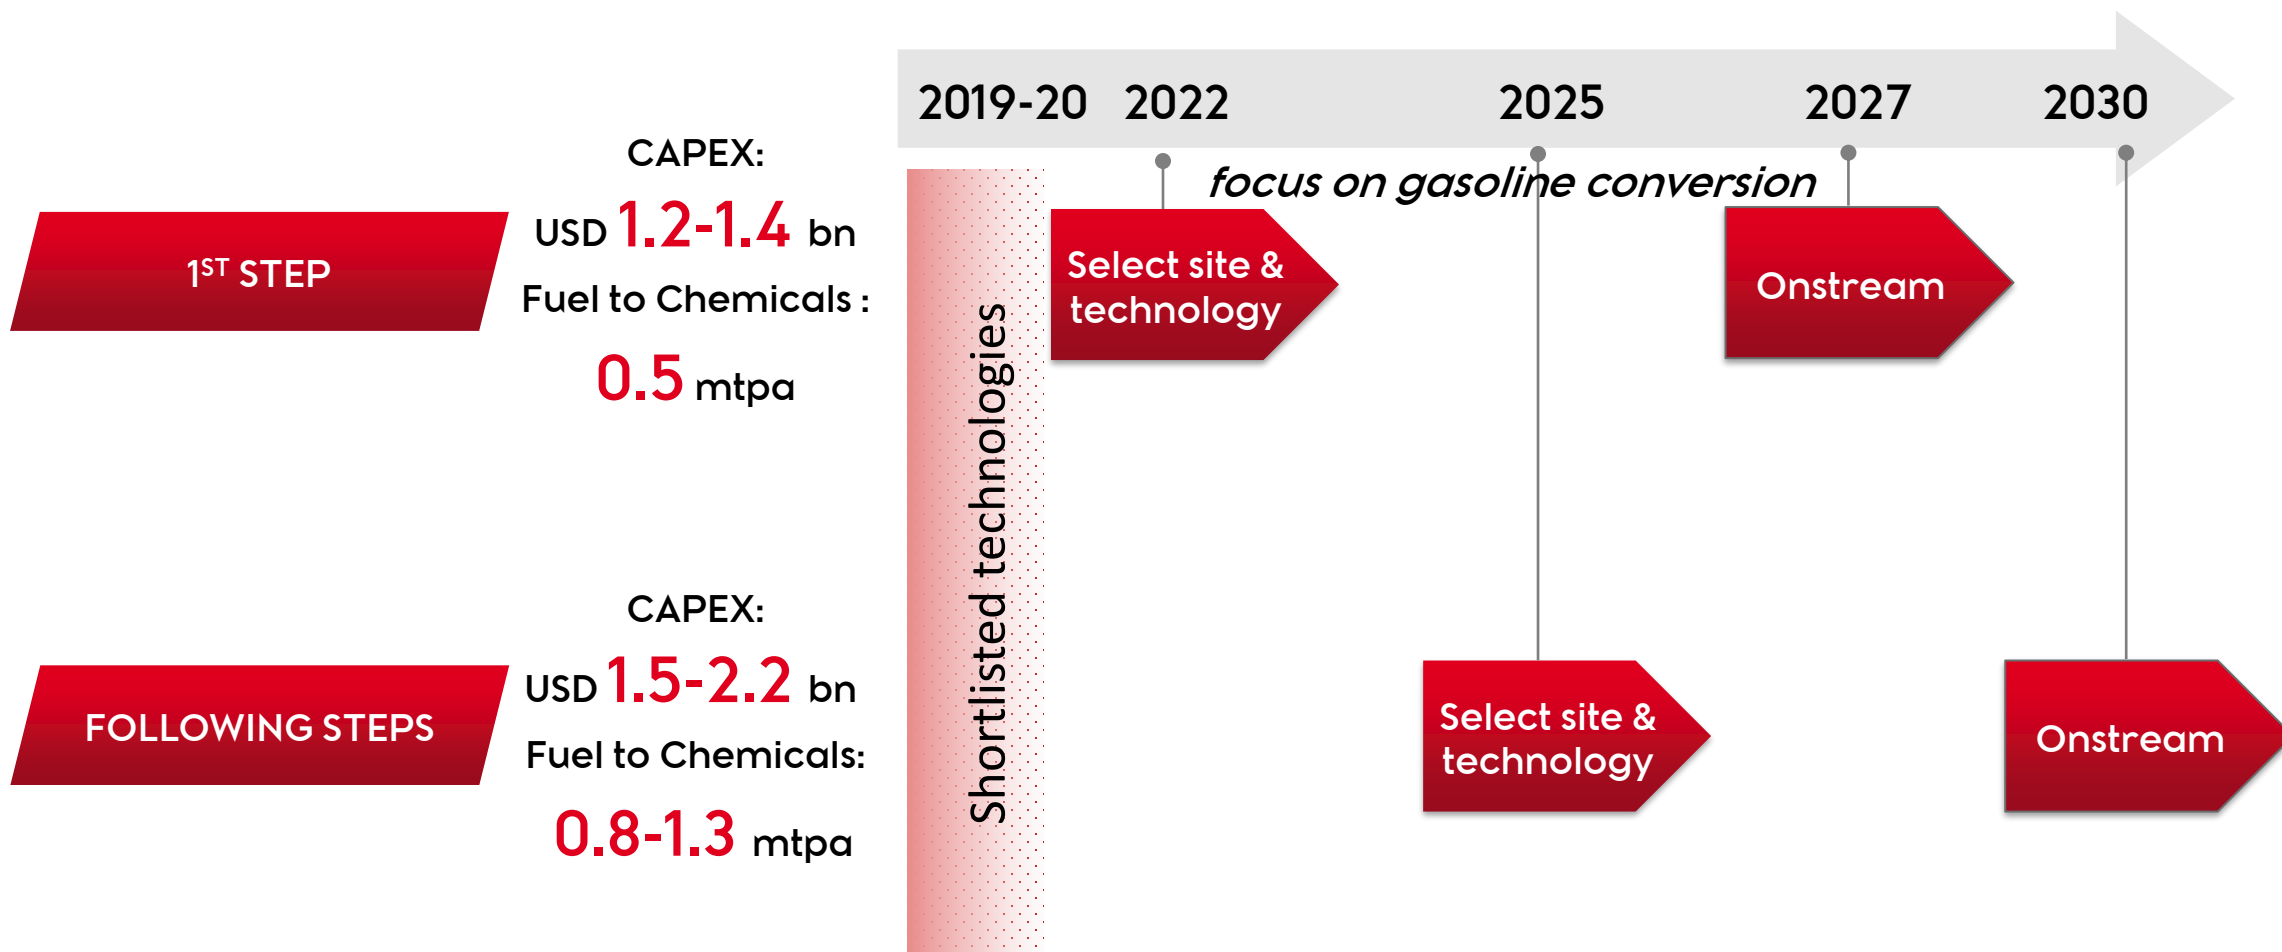 2019-20 2022 2025 2027 2030
focus on gasoline conversion
1ST STEP
CAPEX:
USD 1.2-1.4 bn
Fuel to Chemicals :
0.5 mtpa
Select site &
technology
Onstream
Shortlisted technologies
FOLLOWING STEPS
CAPEX:
USD 1.5-2.2 bn
Fuel to Chemicals:
0.8-1.3 mtpa
Select site &
technology
Onstream